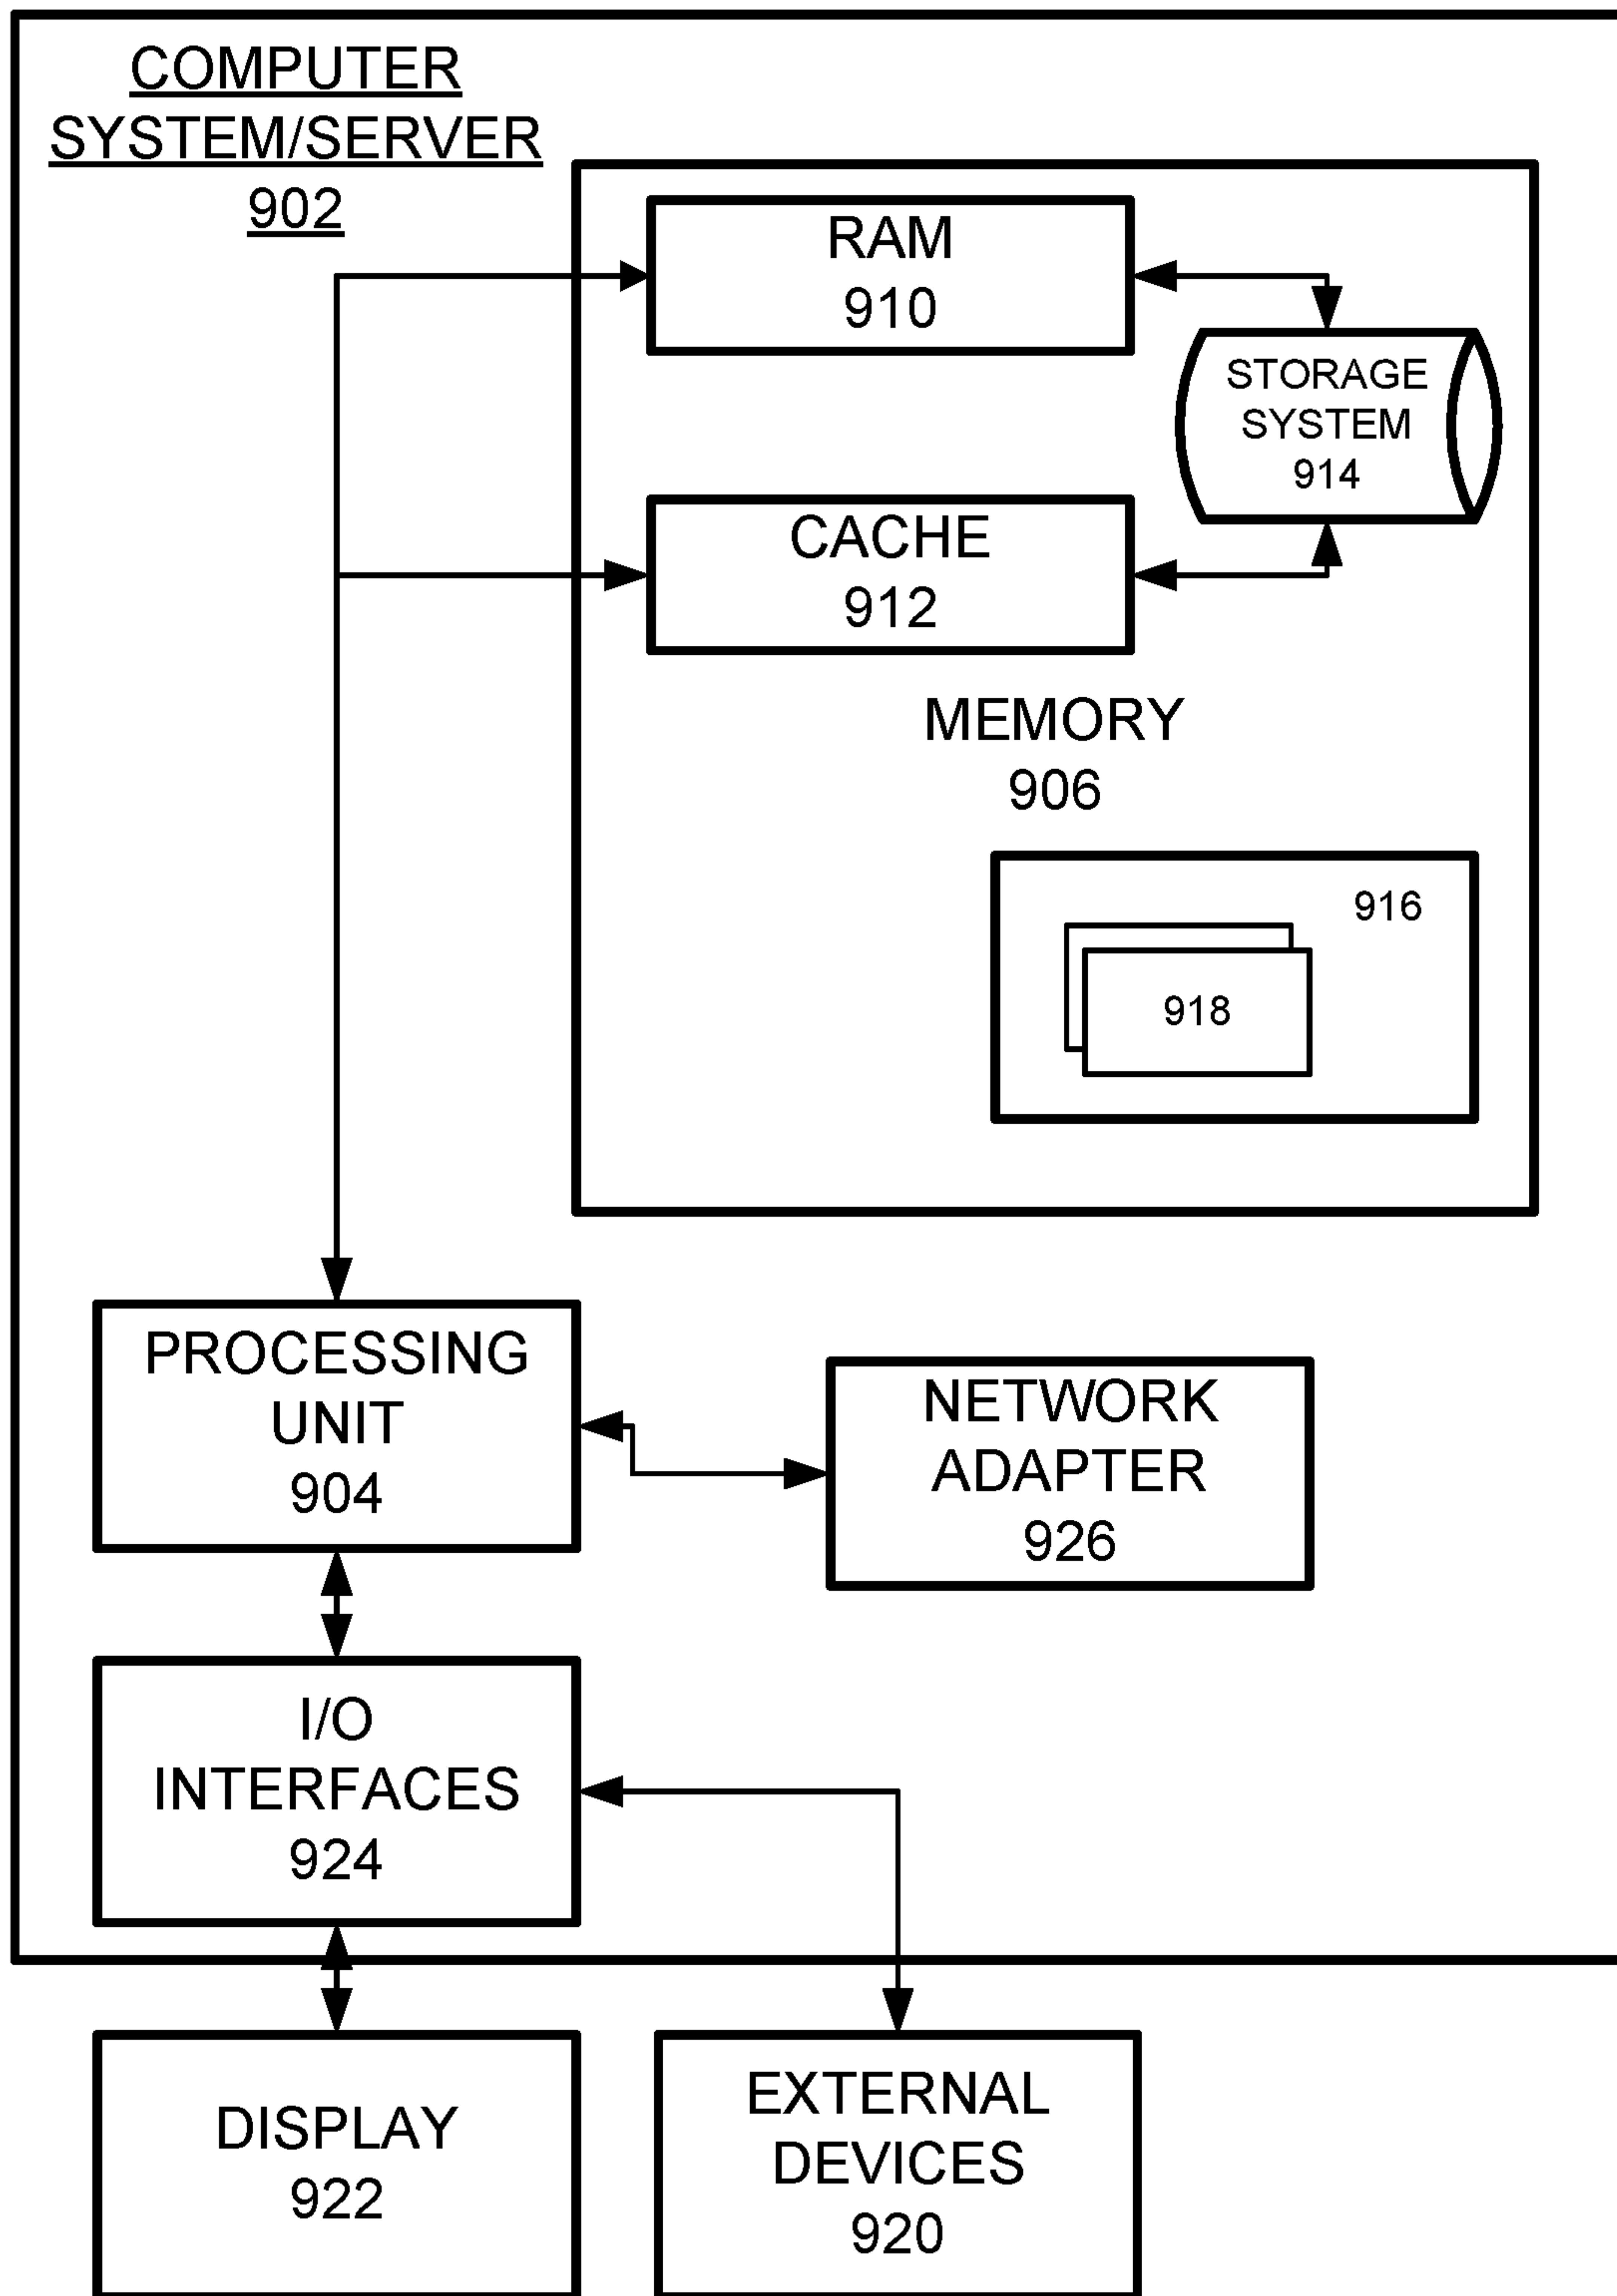 COMPUTER
SYSTEM/SERVER
902
RAM
910
STORAGE
SYSTEM
914
CACHE
912
MEMORY
906
916
918
PROCESSING
UNIT
904
NETWORK
ADAPTER
926
I/O
INTERFACES
924
DISPLAY
922
EXTERNAL
DEVICES
920